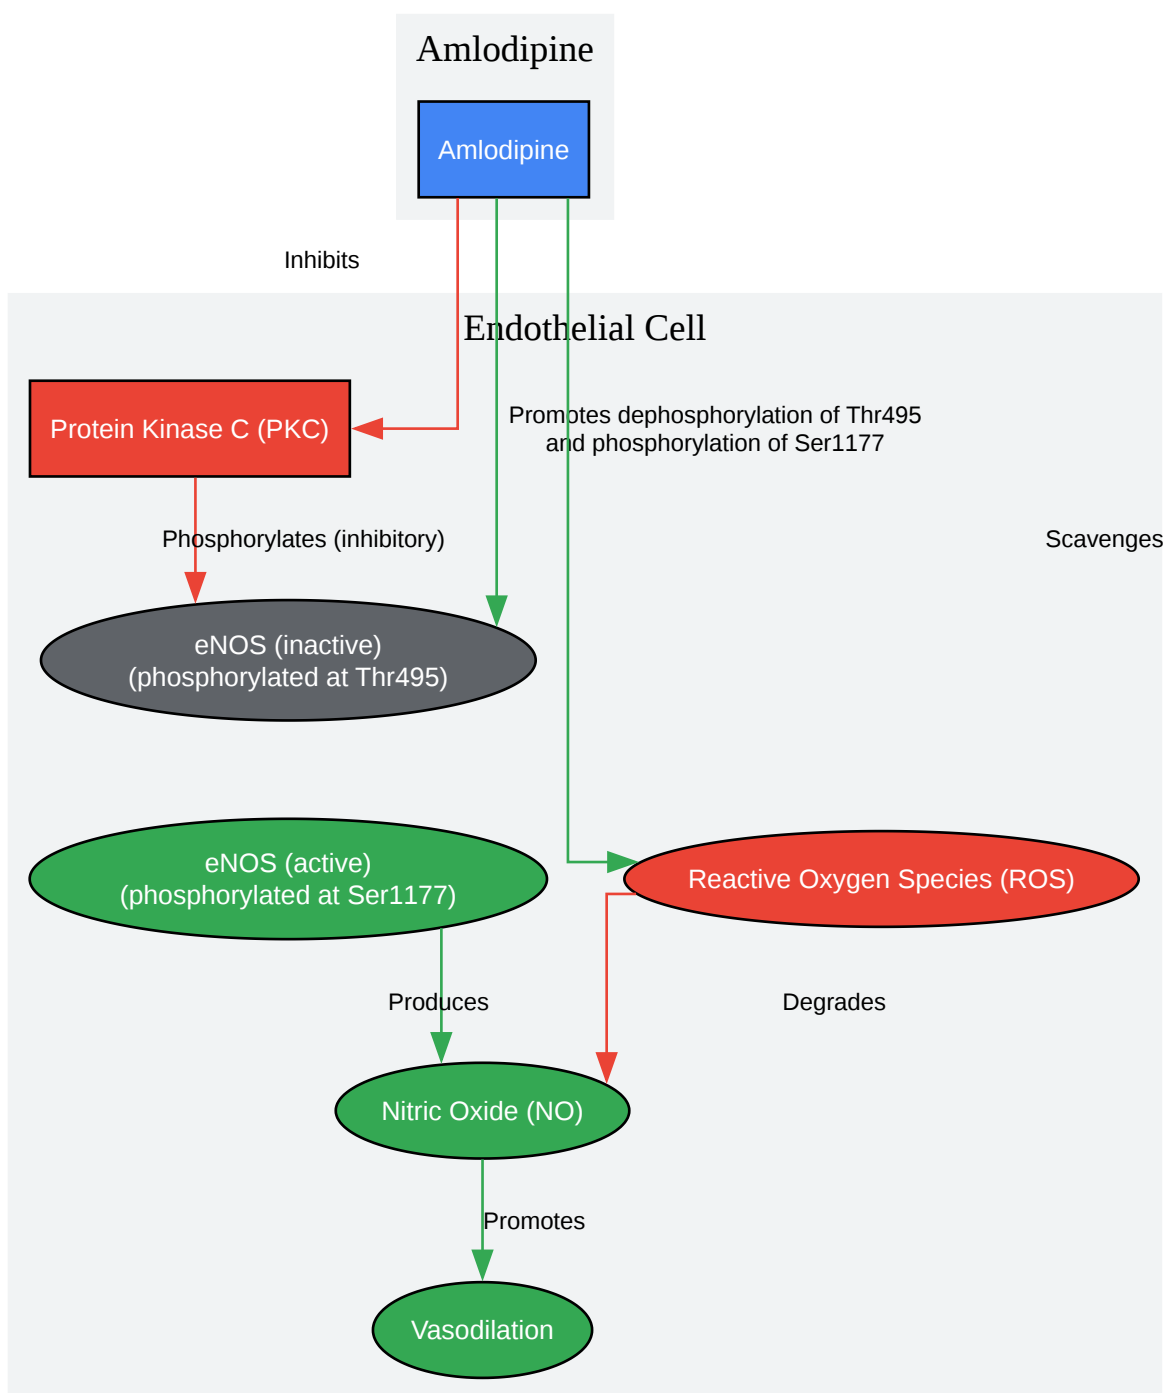 Amlodipine
Amlodipine
Inhibits
Endothelial Cell
Protein Kinase C (PKC)
Promotes dephosphorylation of Thr495
and phosphorylation of Ser1177
Phosphorylates (inhibitory)
Scavenges
eNOS (inactive)
(phosphorylated at Thr495)
eNOS (active)
(phosphorylated at Ser1177)
Reactive Oxygen Species (ROS)
Produces
Degrades
Nitric Oxide (NO)
Promotes
Vasodilation